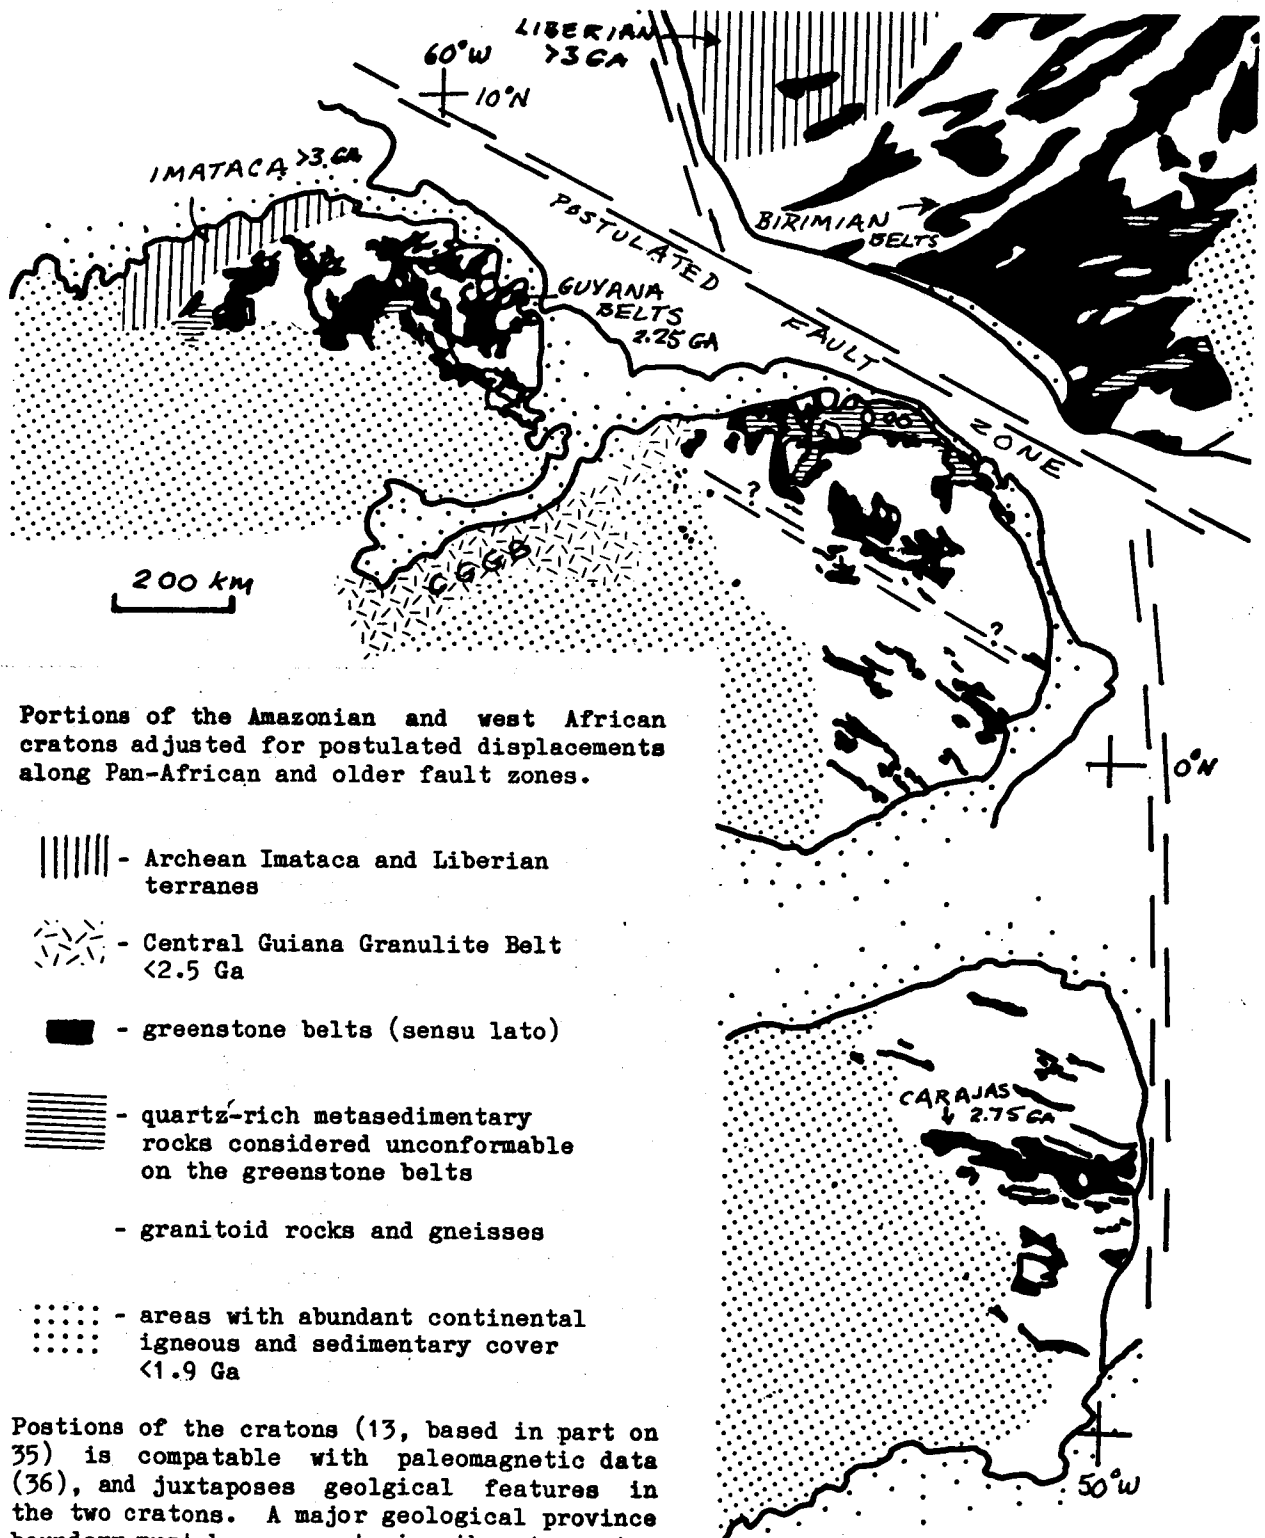 LIBERIAN
>3 GA
60°W
10°N
IMATACA >3 GA
POSTULATED FAULT ZONE
BIRIMIAN
BELTS
GUYANA
BELTS
2.25 GA
?
CGGB
200 KM
?
Portions of the Amazonian and west African
cratons adjusted for postulated displacements
along Pan-African and older fault zones.
0°N
- Archean Imataca and Liberian
terranes
- Central Guiana Granulite Belt
<2.5 Ga
- greenstone belts (sensu lato)
CARAJAS
2.75 GA
- quartz-rich metasedimentary
rocks considered unconformable
on the greenstone belts
- granitoid rocks and gneisses
- areas with abundant continental
igneous and sedimentary cover
<1.9 Ga
Postions of the cratons (13, based in part on
35) is compatable with paleomagnetic data
(36), and juxtaposes geolgical features in
the two cratons. A major geological province
50°W